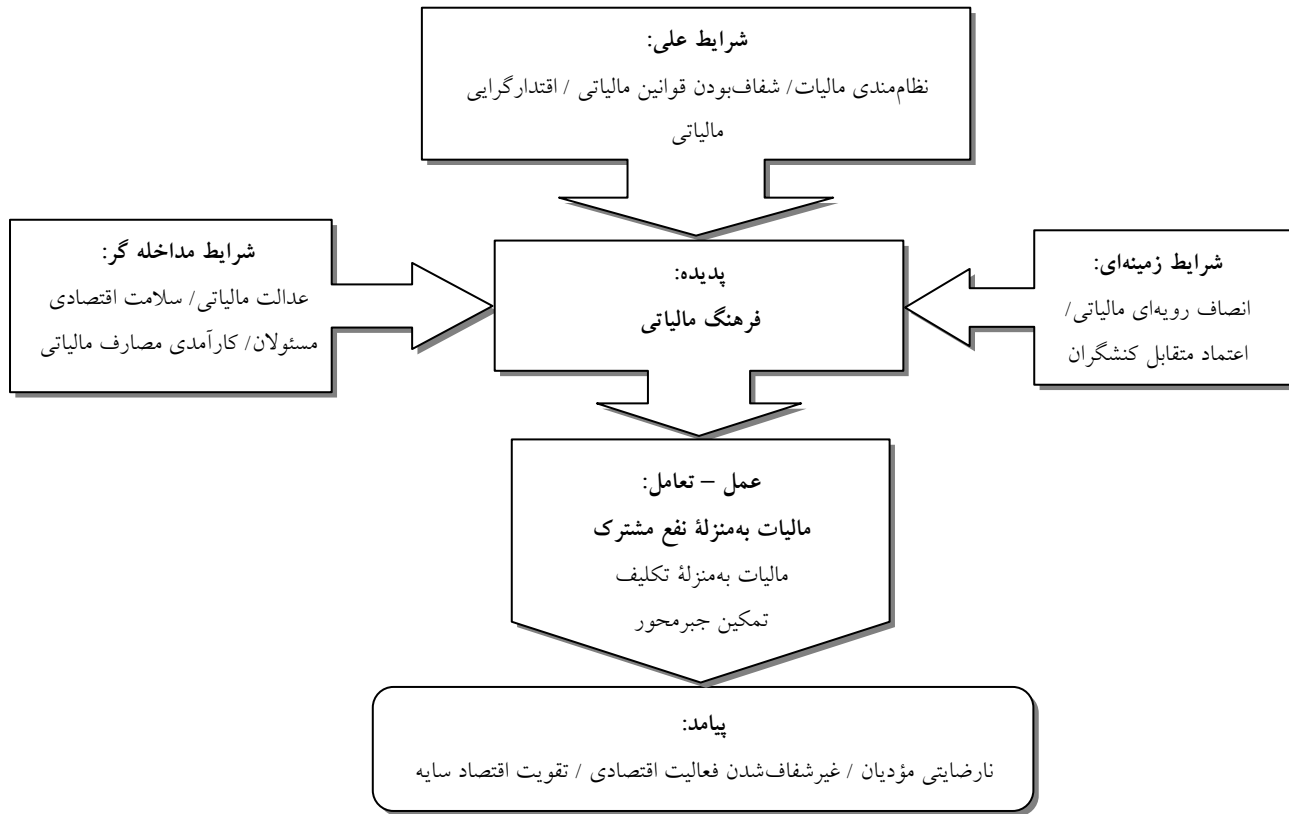 شرایط علی:
نظام‌مندی مالیات/ شفاف‌بودن قوانین مالیاتی / اقتدارگرایی
مالیاتی
شرایط زمینه‌ای:
انصاف رویه‌ای مالیاتی/
اعتماد متقابل کنشگران
پدیده:
فرهنگ مالیاتی
شرایط مداخله گر:
عدالت مالیاتی/ سلامت اقتصادی
مسئولان/ کارآمدی مصارف مالیاتی
عمل – تعامل:
مالیات به‌منزلۀ نفع مشترک
مالیات به‌منزلۀ تکلیف
تمکین جبرمحور
پیامد:
نارضایتی مؤدیان / غیرشفاف‌شدن فعالیت اقتصادی / تقویت اقتصاد سایه